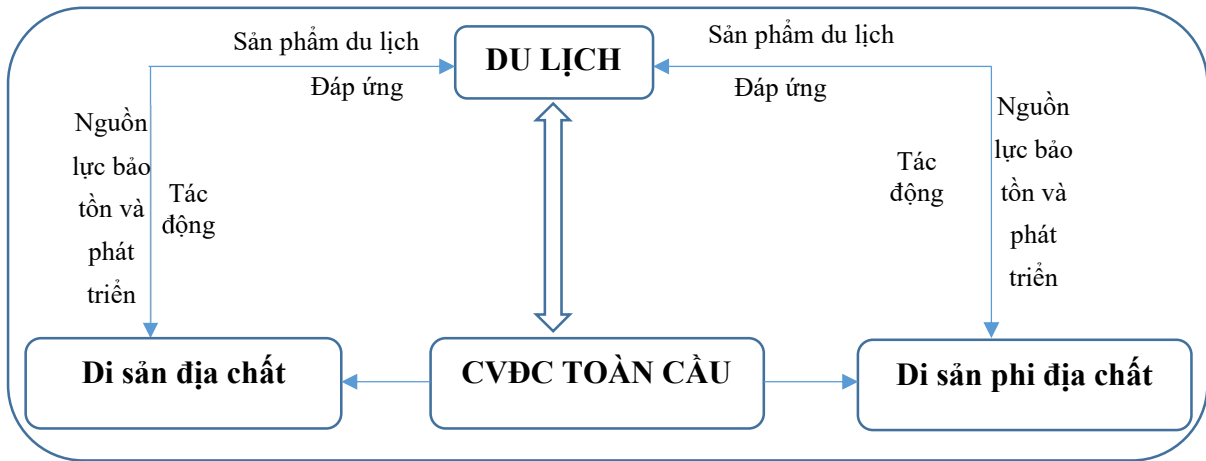 Sản phẩm du lịch
DU LỊCH
Sản phẩm du lịch
Đáp ứng
Đáp ứng
Nguồn
lực bảo
tồn và
phát
triển
Tác
động
Tác
động
Nguồn
lực bảo
tồn và
phát
triển
Di sản địa chất
CVĐC TOÀN CẦU
Di sản phi địa chất